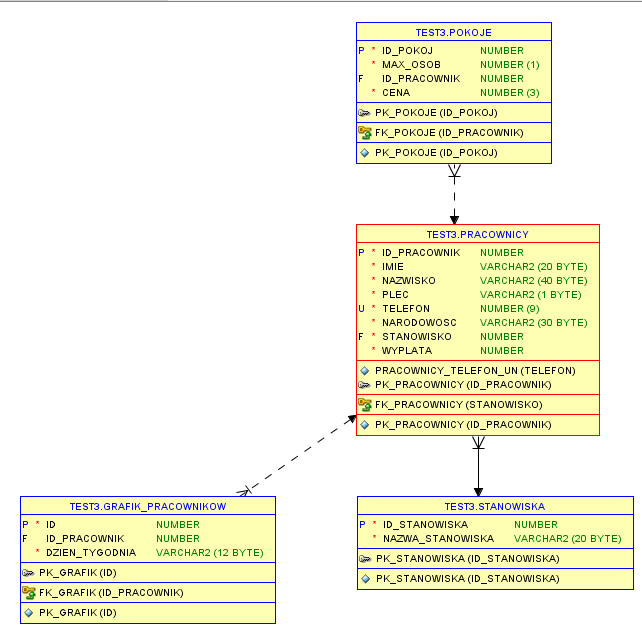 TEST3.POKOJE
P * ID_POKOJ NUMBER
* MAX_OSOB NUMBER (1)
F ID_PRACOWNIK NUMBER
* CENA NUMBER (3)
PK_POKOJE (ID_POKOJ)
FK_POKOJE (ID_PRACOWNIK)
PK_POKOJE (ID_POKOJ)
TEST3.PRACOWNICY
P * ID_PRACOWNIK NUMBER
* IMIE VARCHAR2 (20 BYTE)
* NAZWISKO VARCHAR2 (40 BYTE)
* PLEC VARCHAR2 (1 BYTE)
U * TELEFON NUMBER (9)
* NARODOWOSC VARCHAR2 (30 BYTE)
F * STANOWISKO NUMBER
* WYPLATA NUMBER
PRACOWNICY_TELEFON_UN (TELEFON)
PK_PRACOWNICY (ID_PRACOWNIK)
FK_PRACOWNICY (STANOWISKO)
PK_PRACOWNICY (ID_PRACOWNIK)
TEST3.GRAFIK_PRACOWNIKOW
P * ID NUMBER
F ID_PRACOWNIK NUMBER
* DZIEN_TYGODNIA VARCHAR2 (12 BYTE)
PK_GRAFIK (ID)
FK_GRAFIK (ID_PRACOWNIK)
PK_GRAFIK (ID)
TEST3.STANOWISKA
P * ID_STANOWISKA NUMBER
* NAZWA_STANOWISKA VARCHAR2 (20 BYTE)
PK_STANOWISKA (ID_STANOWISKA)
PK_STANOWISKA (ID_STANOWISKA)